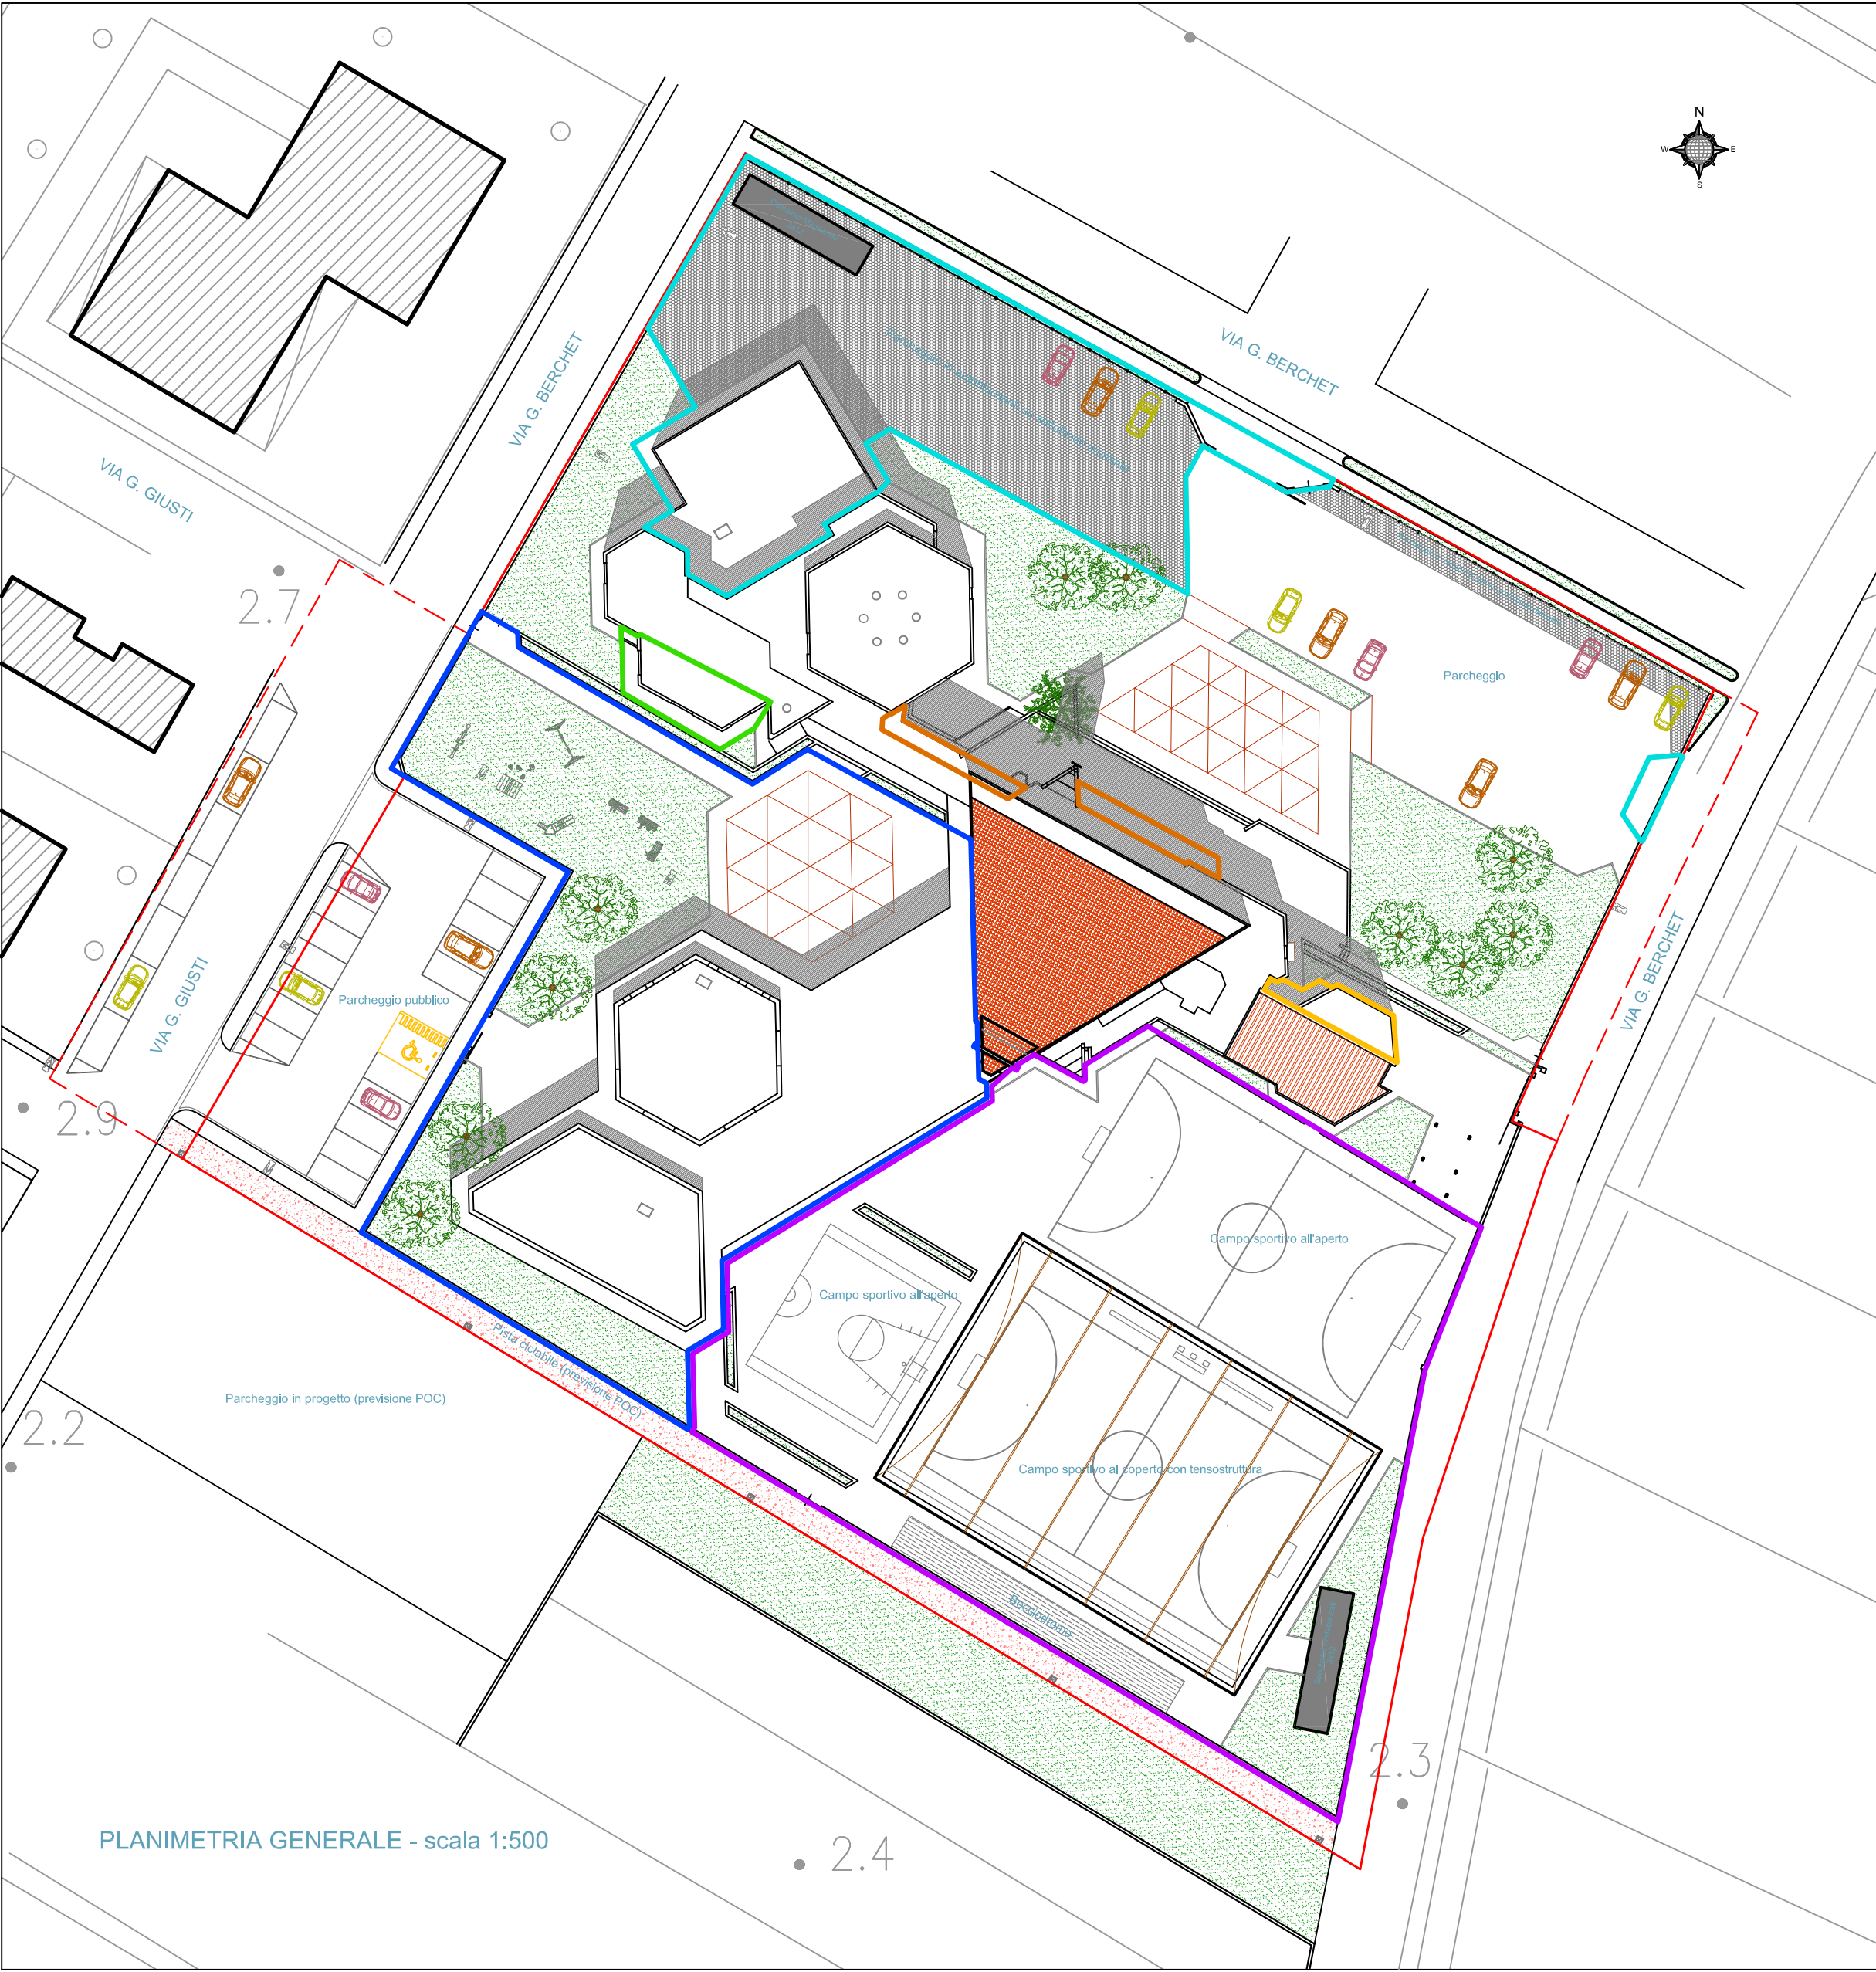 N
W
E
S
VIA G. BERCHET
VIA G. BERCHET
VIA G. GIUSTI
2.7
Parcheggio
VIA G. BERCHET
Parcheggio pubblico
VIA G. GIUSTI
2.9
Campo sportivo all'aperto
Campo sportivo all'aperto
Pista ciclabile (previsione POC)
Parcheggio in progetto (previsione POC)
2.2
Campo sportivo al coperto con tensostruttura
Bocciodromo
2.3
PLANIMETRIA GENERALE - scala 1:500
2.4